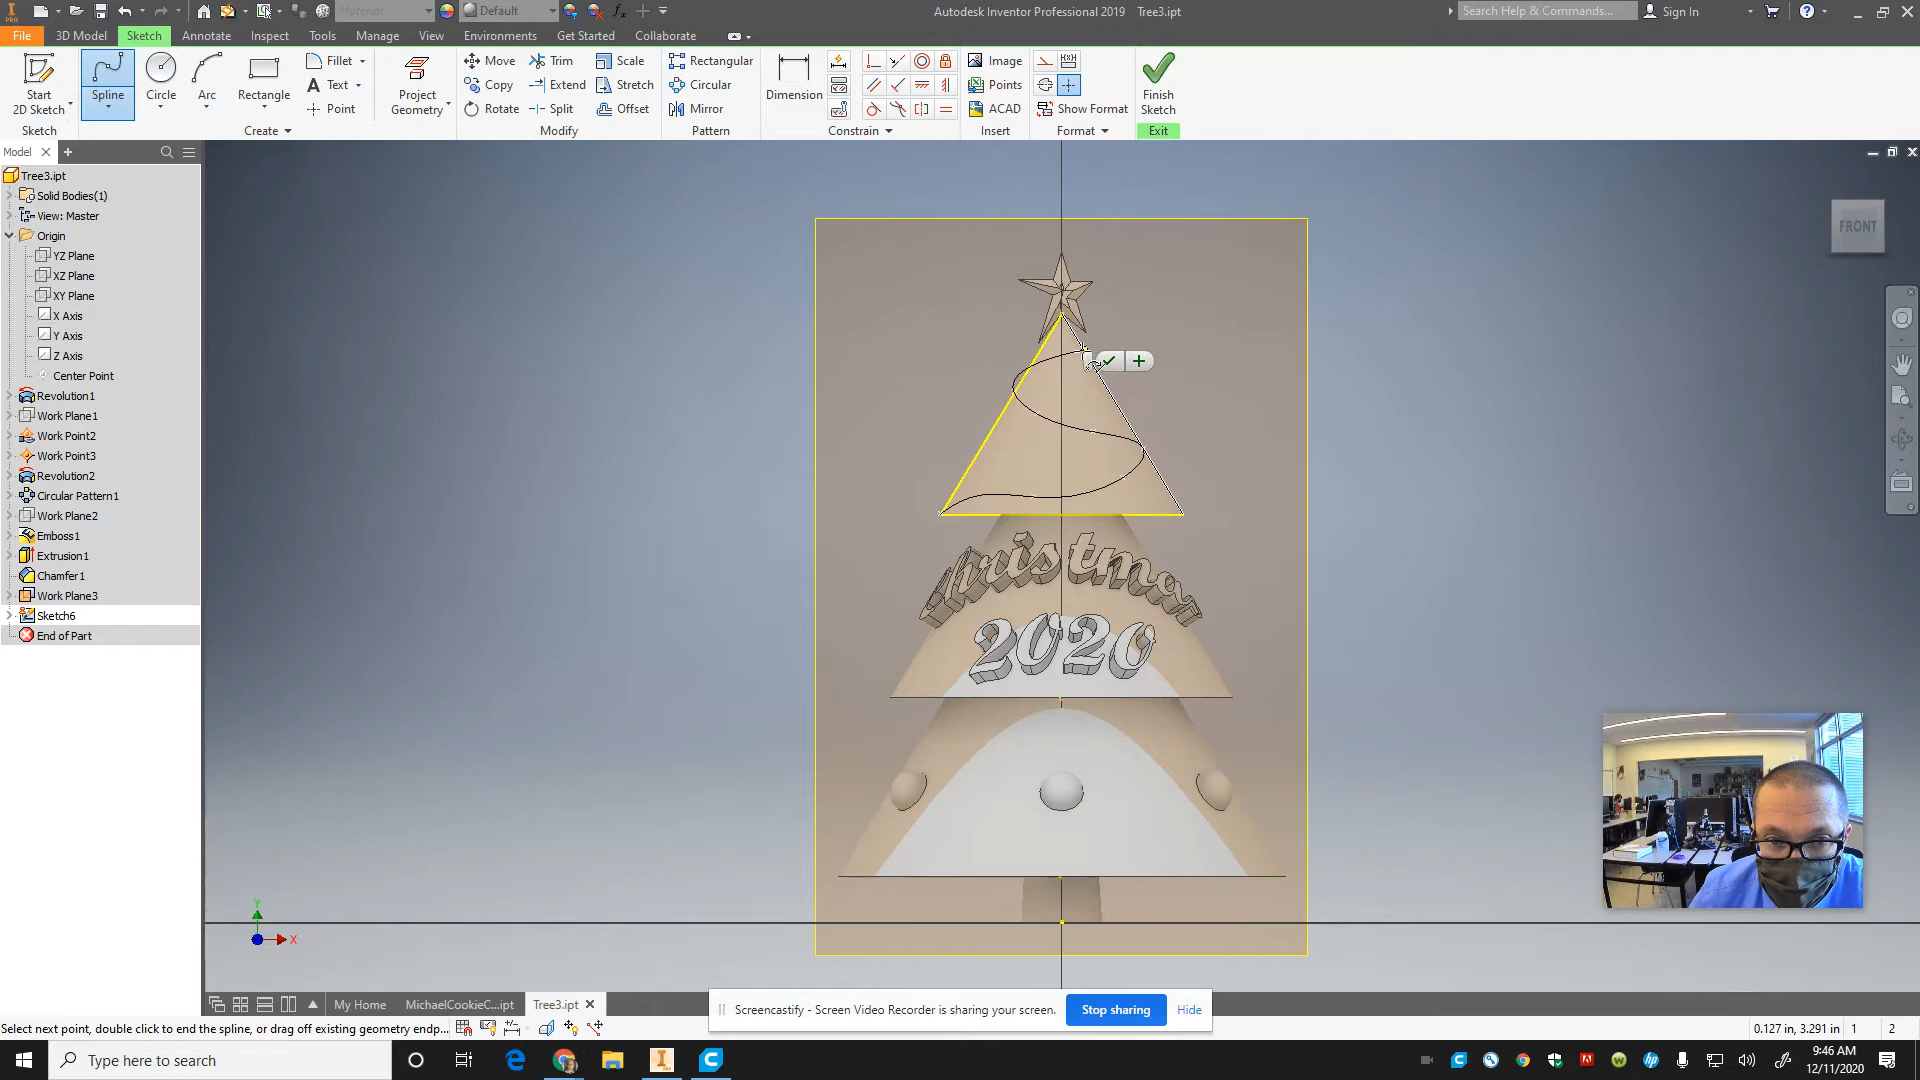 Material
Default
Autodesk Inventor Professional 2019 Tree3.ipt
Search Help & Commands...
Sign In
File 3D Model Sketch Annotate Inspect Tools Manage View Environments Get Started Collaborate
Start
2D Sketch
Spline
Circle
Arc
Rectangle
Fillet
Text
Point
Project
Geometry
Move
Copy
Rotate
Trim
Extend
Split
Scale
Stretch
Offset
Rectangular
Circular
Mirror
Dimension
Image
Points
ACAD
Show Format
Finish
Sketch
Sketch Create Modify Pattern Constrain Insert Format Exit
Model
Tree3.ipt
Solid Bodies(1)
View: Master
Origin
YZ Plane
XZ Plane
XY Plane
X Axis
Y Axis
Z Axis
Center Point
Revolution1
Work Plane1
Work Point2
Work Point3
Revolution2
Circular Pattern1
Work Plane2
Emboss1
Extrusion1
Chamfer1
Work Plane3
Sketch6
End of Part
FRONT
Christmas
2020
Y
X
My Home MichaelCookieC...ipt Tree3.ipt
Screencastify - Screen Video Recorder is sharing your screen. Stop sharing Hide
Select next point, double click to end the spline, or drag off existing geometry endp...
0.127 in, 3.291 in 1 2
Type here to search
9:46 AM
12/11/2020